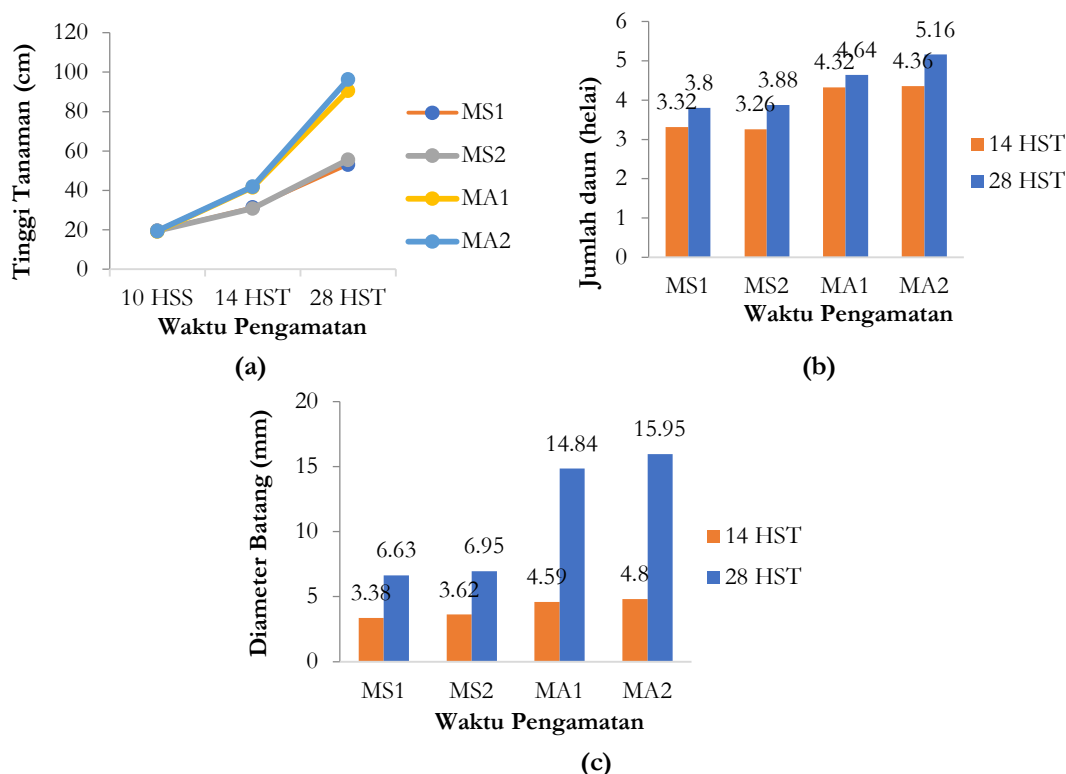 120
100
80
60
40
20
0
Tinggi Tanaman (cm)
10 HSS 14 HST 28 HST
Waktu Pengamatan
MS1
MS2
MA1
MA2
(a)
6
5
4
3
2
1
0
Jumlah daun (helai)
3.32 3.8 3.26 3.88 4.32 4.64 4.36 5.16
MS1 MS2 MA1 MA2
Waktu Pengamatan
14 HST
28 HST
(b)
20
15
10
5
0
Diameter Batang (mm)
3.38 6.63 3.62 6.95 4.59 14.84 4.8 15.95
MS1 MS2 MA1 MA2
Waktu Pengamatan
14 HST
28 HST
(c)